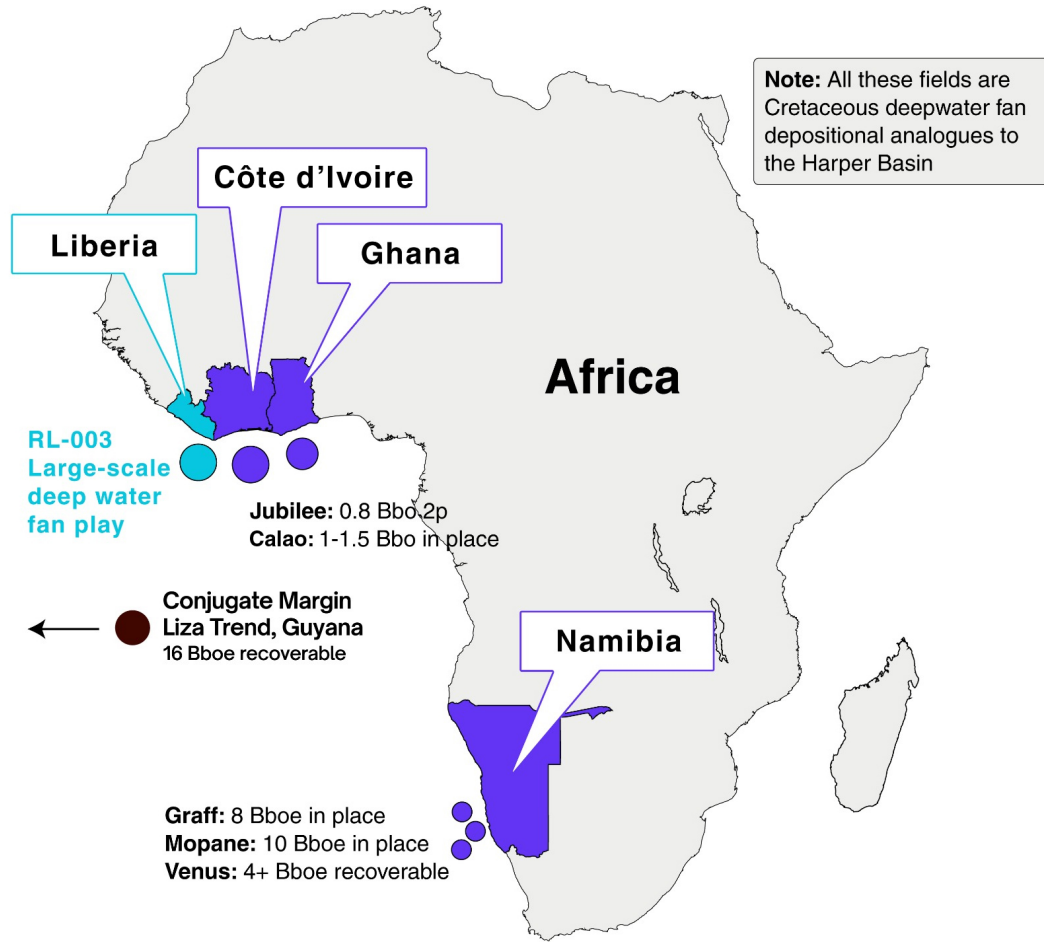 Note: All these fields are
Cretaceous deepwater fan
depositional analogues to
the Harper Basin
Côte d’Ivoire
Liberia
Ghana
Africa
RL-003
Large-scale
deep water
fan play
Jubilee: 0.8 Bbo 2p
Calao: 1-1.5 Bbo in place
Conjugate Margin
Liza Trend, Guyana
16 Bboe recoverable
Namibia
Graff: 8 Bboe in place
Mopane: 10 Bboe in place
Venus: 4+ Bboe recoverable